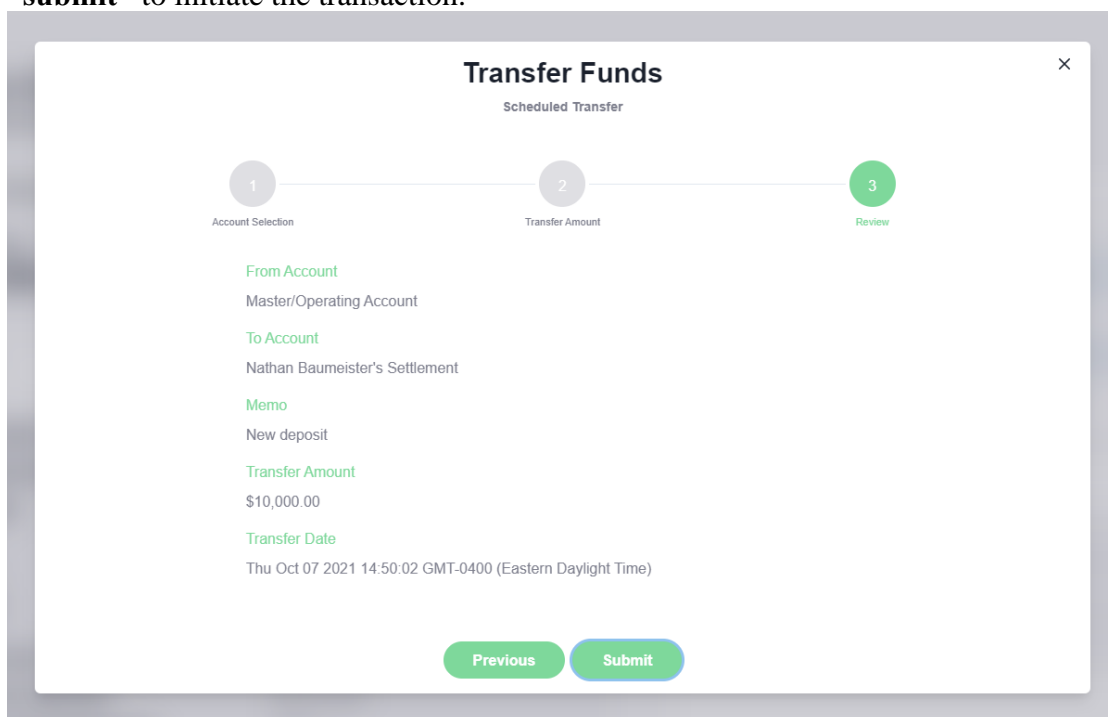 submit" to initiate the transaction.
Transfer Funds
×
Scheduled Transfer
1
2
3
Account Selection
Transfer Amount
Review
From Account
Master/Operating Account
To Account
Nathan Baumeister's Settlement
Memo
New deposit
Transfer Amount
$10,000.00
Transfer Date
Thu Oct 07 2021 14:50:02 GMT-0400 (Eastern Daylight Time)
Previous
Submit